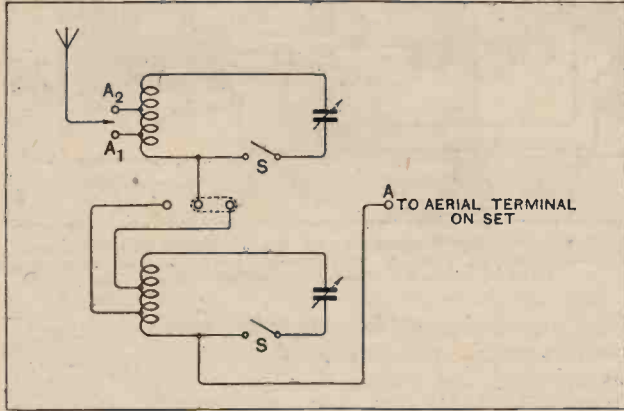 A₂
A₁
S
A TO AERIAL TERMINAL
ON SET
S